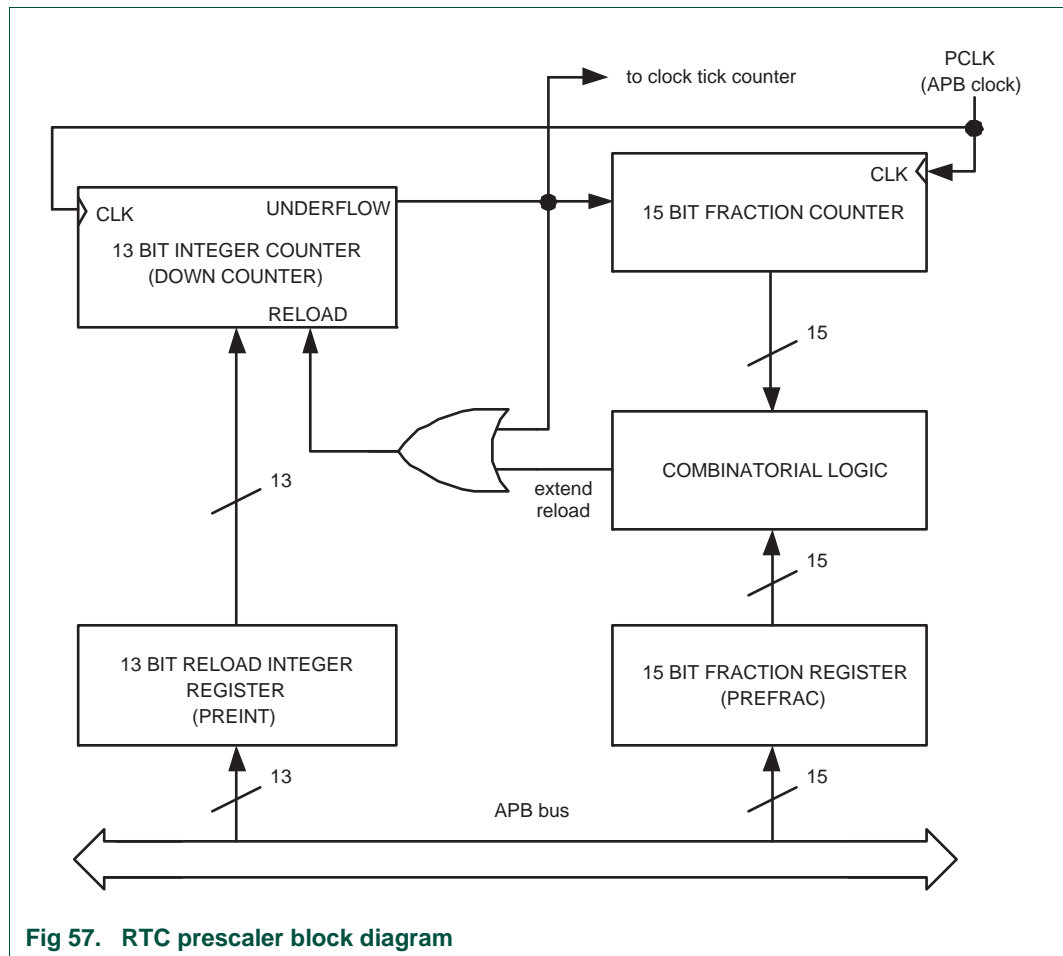 PCLK
(APB clock)
to clock tick counter
CLK
UNDERFLOW
13 BIT INTEGER COUNTER
(DOWN COUNTER)
RELOAD
CLK
15 BIT FRACTION COUNTER
15
COMBINATORIAL LOGIC
extend
reload
13
15
13 BIT RELOAD INTEGER
REGISTER
(PREINT)
15 BIT FRACTION REGISTER
(PREFRAC)
13
15
APB bus
Fig 57. RTC prescaler block diagram